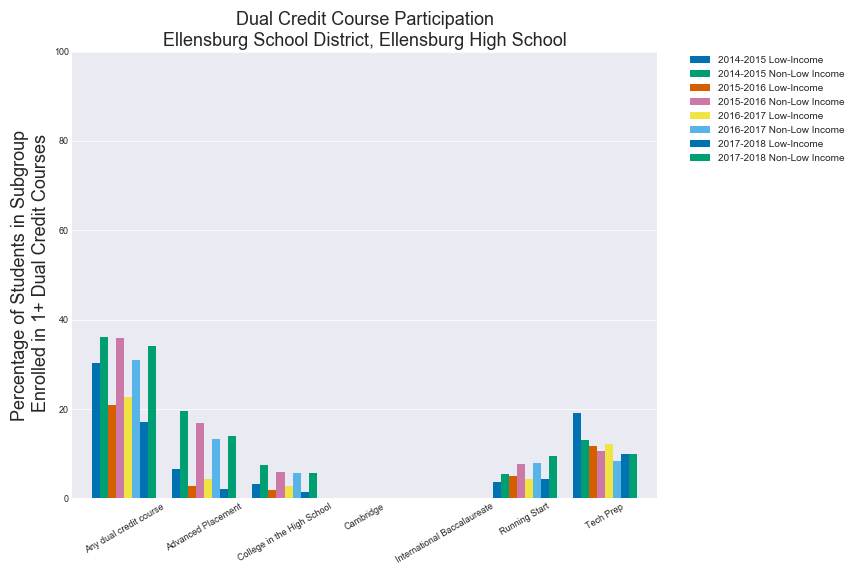 Dual Credit Course Participation
Ellensburg School District, Ellensburg High School
Percentage of Students in Subgroup
Enrolled in 1+ Dual Credit Courses
100
80
60
40
20
0
Any dual credit course
Advanced Placement
College in the High School
Cambridge
International Baccalaureate
Running Start
Tech Prep
2014-2015 Low-Income
2014-2015 Non-Low Income
2015-2016 Low-Income
2015-2016 Non-Low Income
2016-2017 Low-Income
2016-2017 Non-Low Income
2017-2018 Low-Income
2017-2018 Non-Low Income